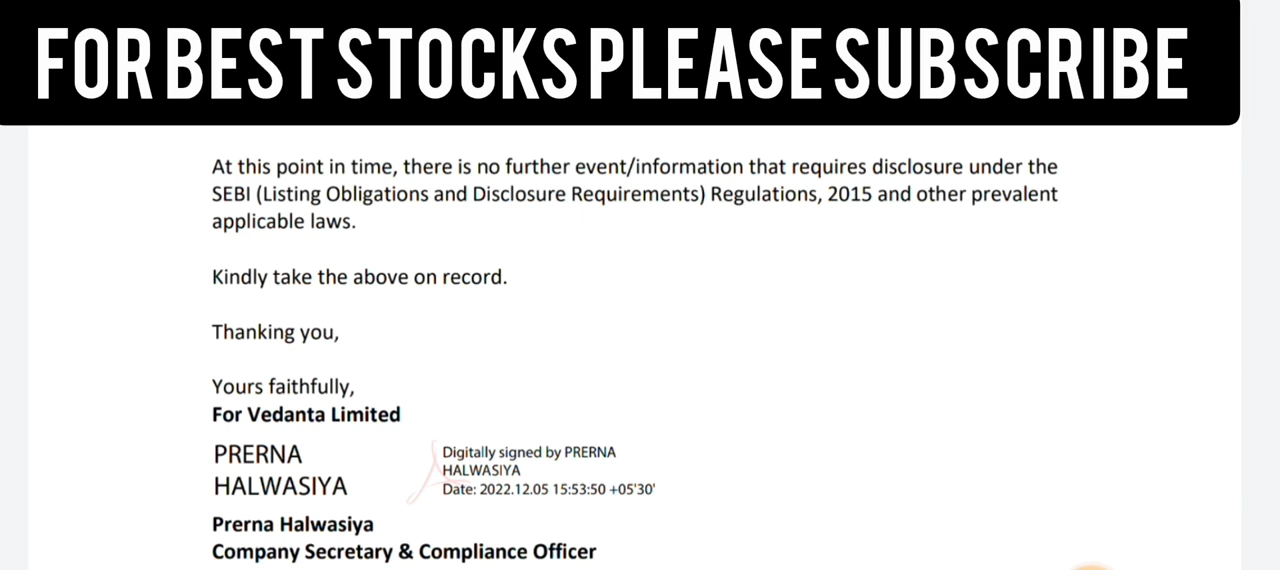 FOR BEST STOCKS PLEASE SUBSCRIBE
At this point in time, there is no further event/information that requires disclosure under the
SEBI (Listing Obligations and Disclosure Requirements) Regulations, 2015 and other prevalent
applicable laws.
Kindly take the above on record.
Thanking you,
Yours faithfully,
For Vedanta Limited
PRERNA
HALWASIYA
Digitally signed by PRERNA
HALWASIYA
Date: 2022.12.05 15:53:50 +05'30'
Prerna Halwasiya
Company Secretary & Compliance Officer